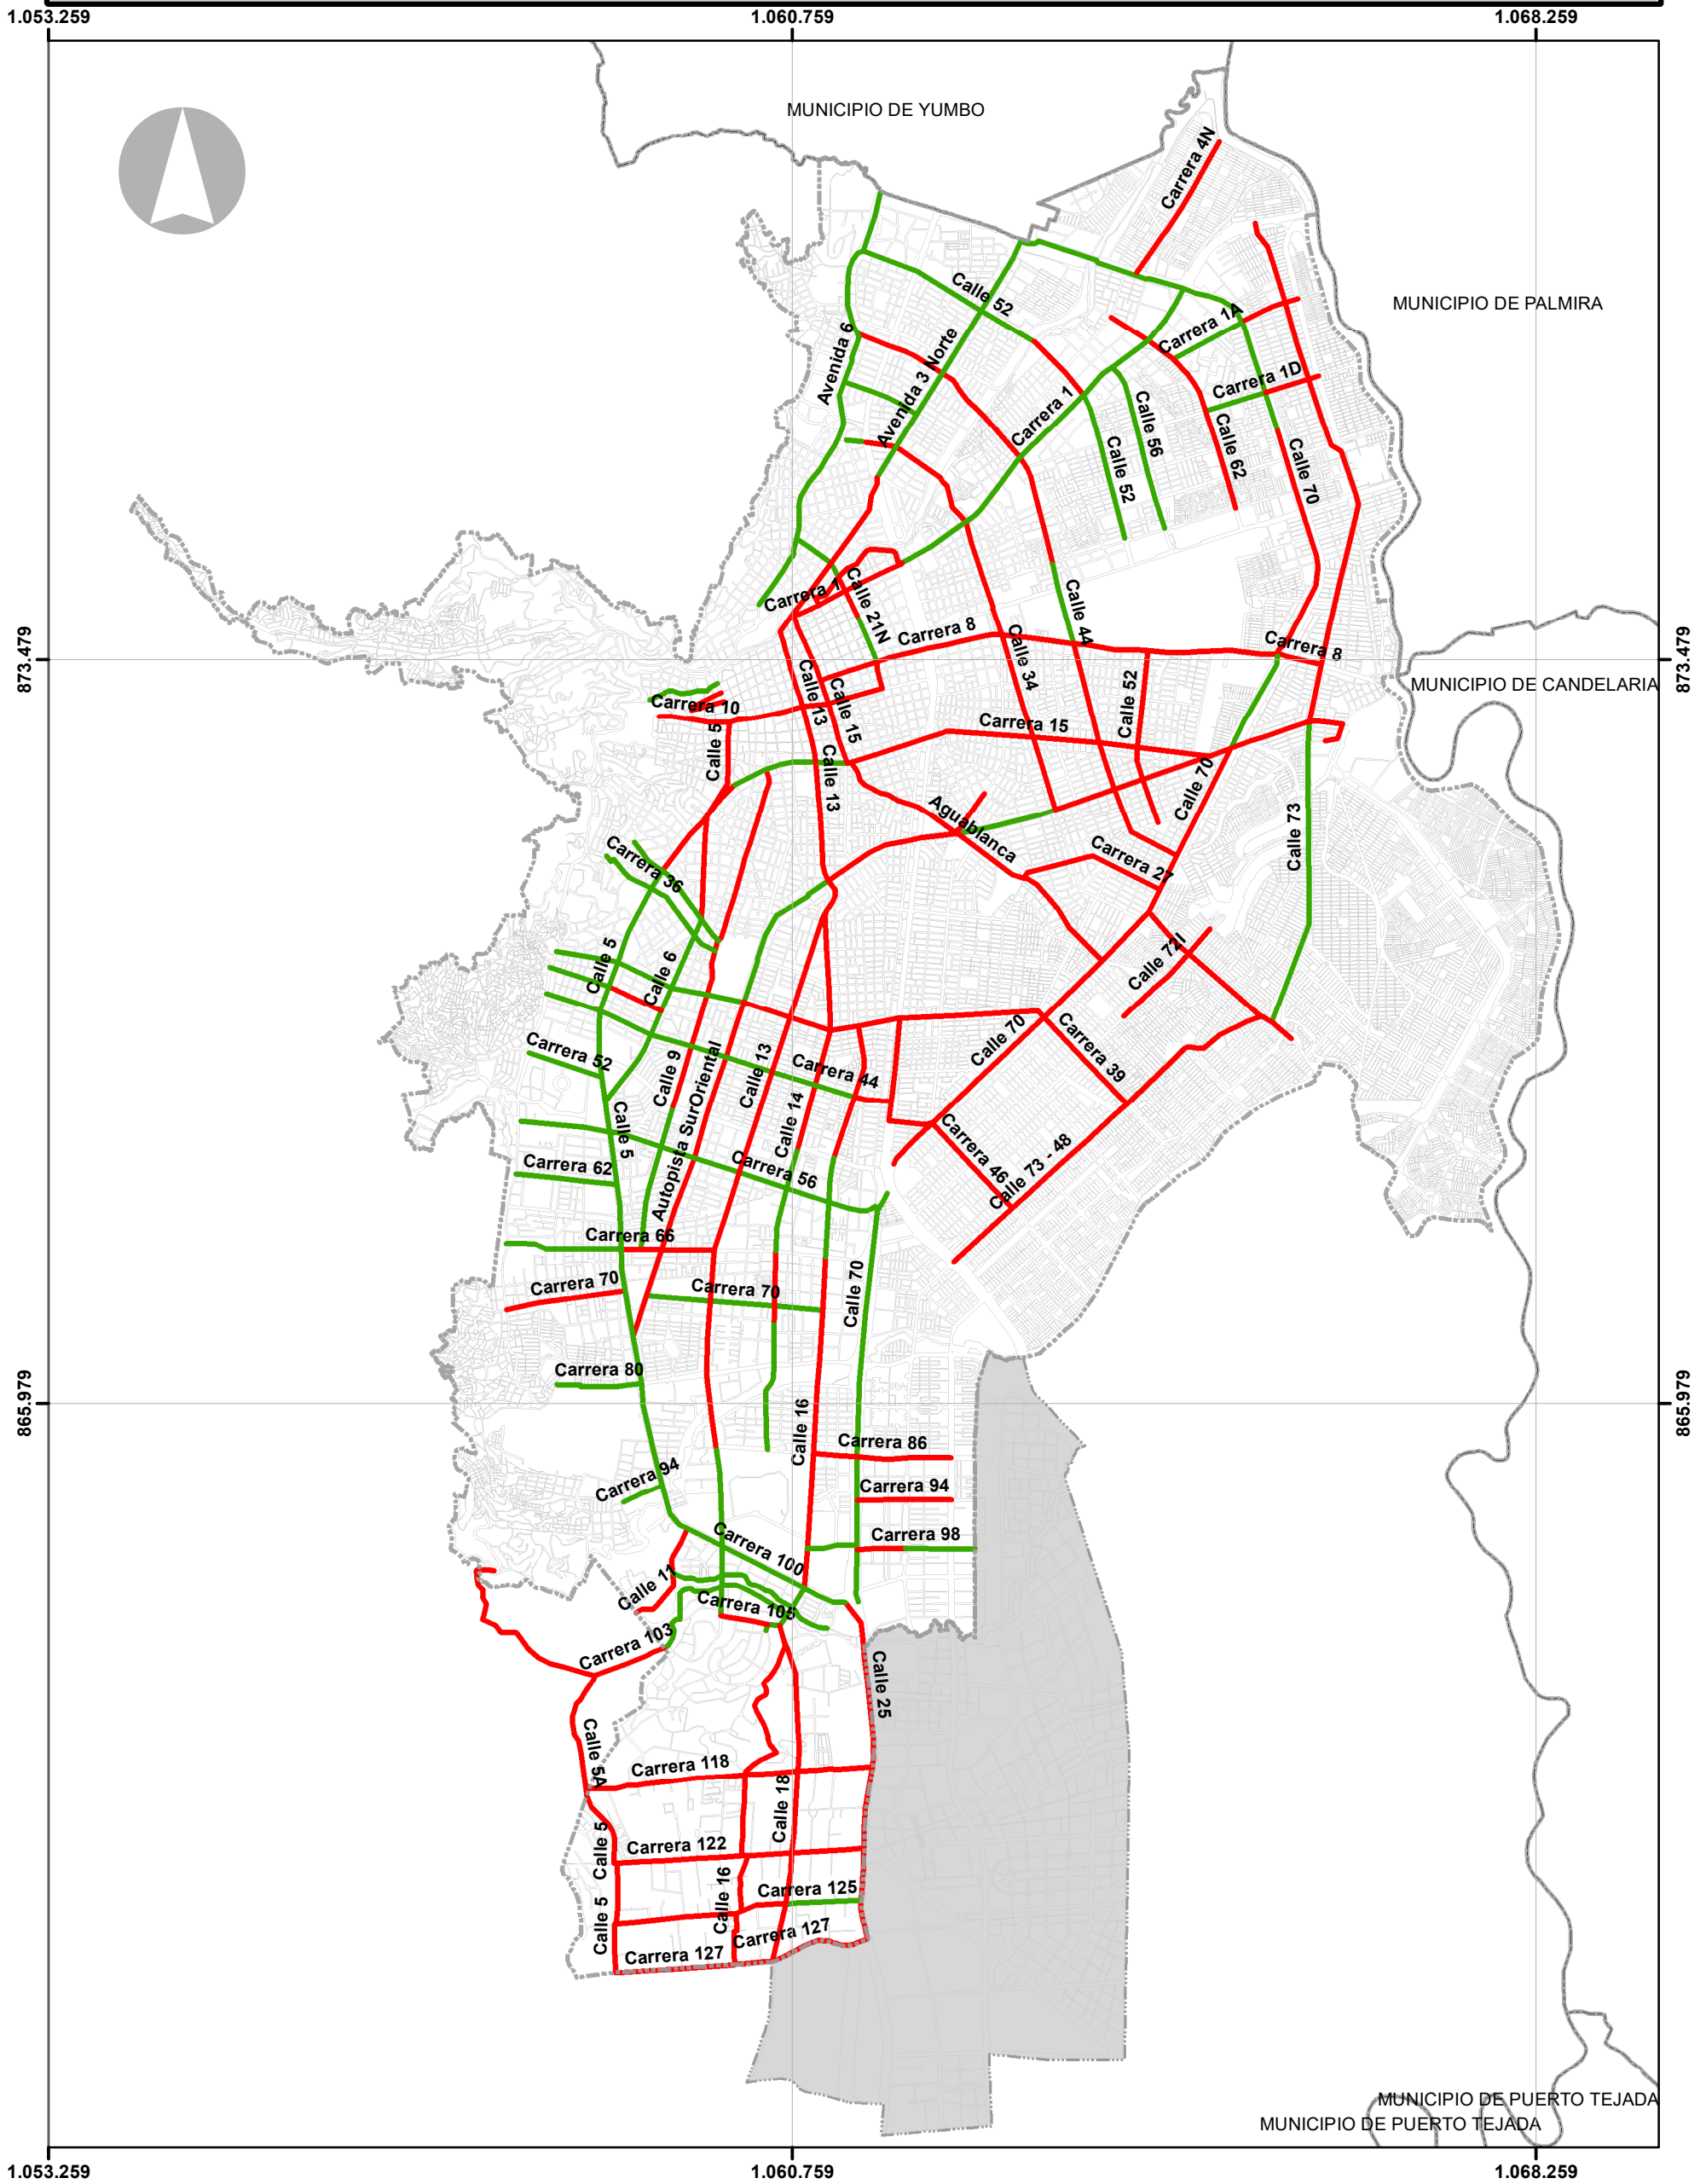 1.053.259
1.060.759
1.068.259
MUNICIPIO DE YUMBO
Carrera 4N
MUNICIPIO DE PALMIRA
Calle 52
Carrera 1A
Avenida 6
Avenida 3 Norte
Carrera 1D
Carrera 1
Calle 56
Calle 62
Calle 52
Calle 70
Carrera 1
Calle 21N
Calle 44
Carrera 8
Carrera 8
873.479
873.479
Calle 34
MUNICIPIO DE CANDELARIA
Calle 13
Calle 15
Calle 52
Carrera 10
Carrera 15
Calle 5
Calle 13
Calle 70
Aguablanca
Calle 73
Carrera 36
Carrera 27
Calle 5
Calle 6
Calle 72I
Carrera 52
Calle 9
Autopista SurOriental
Calle 13
Carrera 44
Calle 70
Carrera 39
Calle 5
Calle 14
Carrera 62
Carrera 56
Carrera 46
Calle 73 - 48
Carrera 66
Carrera 70
Carrera 70
Calle 70
Carrera 80
865.979
865.979
Calle 16
Carrera 86
Carrera 94
Carrera 94
Carrera 98
Carrera 100
Calle 11
Carrera 105
Carrera 103
Calle 25
Calle 5A
Carrera 118
Calle 18
Calle 5
Carrera 122
Calle 16
Carrera 125
Calle 5
Carrera 127
Carrera 127
MUNICIPIO DE PUERTO TEJADA
MUNICIPIO DE PUERTO TEJADA
1.053.259
1.060.759
1.068.259